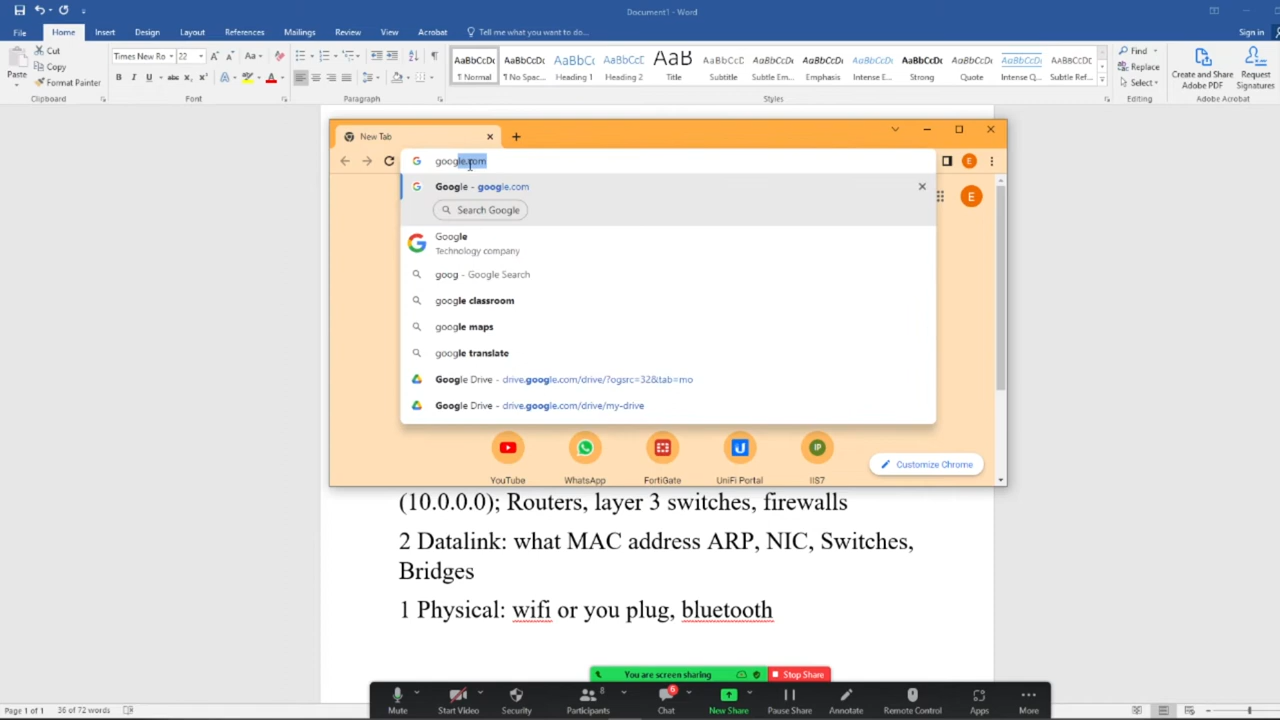 Document1 - Word
Sign in
File Home Insert Design Layout References Mailings Review View Acrobat Tell me what you want to do...
Paste
Cut
Copy
Format Painter
Clipboard
Times New Ro 22
Font
Paragraph
AaBbCcDc ¶ Normal
AaBbCcDc ¶ No Spac...
AaBbCc Heading 1
AaBbCcC Heading 2
AaB Title
AaBbCcC Subtitle
AaBbCcDc Subtle Em...
AaBbCcDc Emphasis
AaBbCcDc Intense E...
AaBbCcDc Strong
AaBbCcDc Quote
AaBbCcDc Intense Q...
AaBbCcDc Subtle Ref...
Styles
Find
Replace
Select
Editing
Create and Share Adobe PDF
Request Signatures
Adobe Acrobat
New Tab
google.com
E
Google - google.com
Search Google
E
Google
Technology company
goog - Google Search
google classroom
google maps
google translate
Google Drive - drive.google.com/drive/?ogsrc=32&tab=mo
Google Drive - drive.google.com/drive/my-drive
YouTube WhatsApp FortiGate UniFi Portal IIS7
Customize Chrome
(10.0.0.0); Routers, layer 3 switches, firewalls
2 Datalink: what MAC address ARP, NIC, Switches,
Bridges
1 Physical: wifi or you plug, bluetooth
You are screen sharing Stop Share
Mute Start Video Security Participants 8 Chat 6 New Share Pause Share Annotate Remote Control Apps More
Page 1 of 1 36 of 72 words